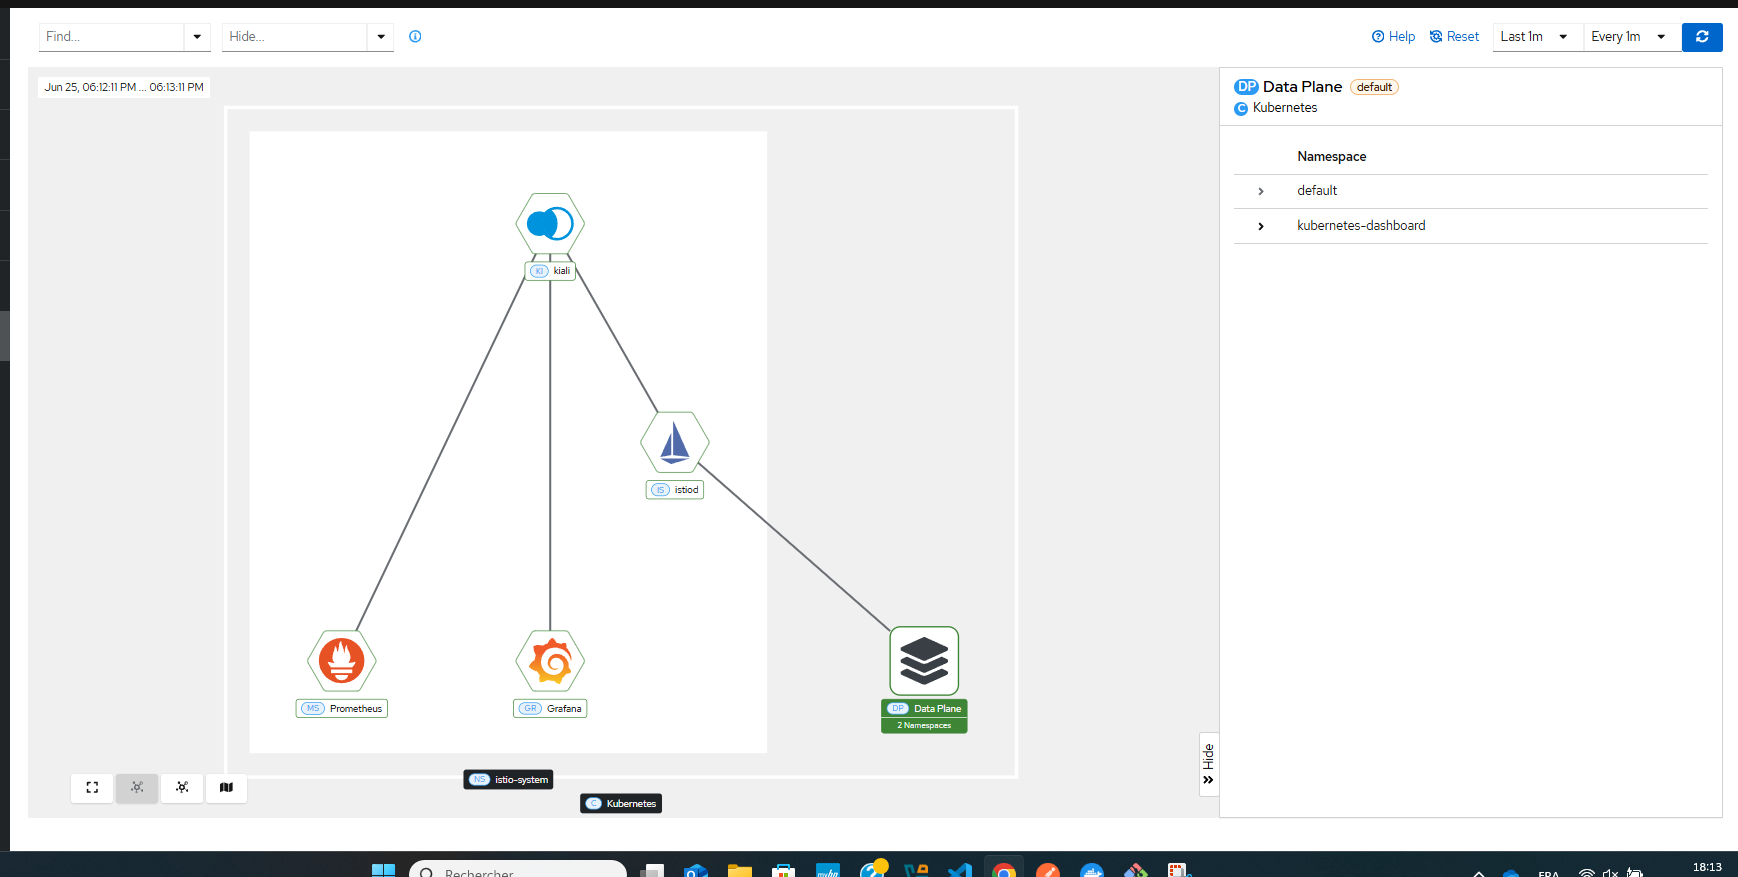 Find...
Hide...
Help
Reset
Last 1m
Every 1m
Jun 25, 06:12:11 PM ... 06:13:11 PM
DP Data Plane default
C Kubernetes
Namespace
default
kubernetes-dashboard
KI kiali
IS istiod
MS Prometheus
GR Grafana
DP Data Plane
2 Namespaces
Hide
NS istio-system
C Kubernetes
Rechercher
FRA
18:13